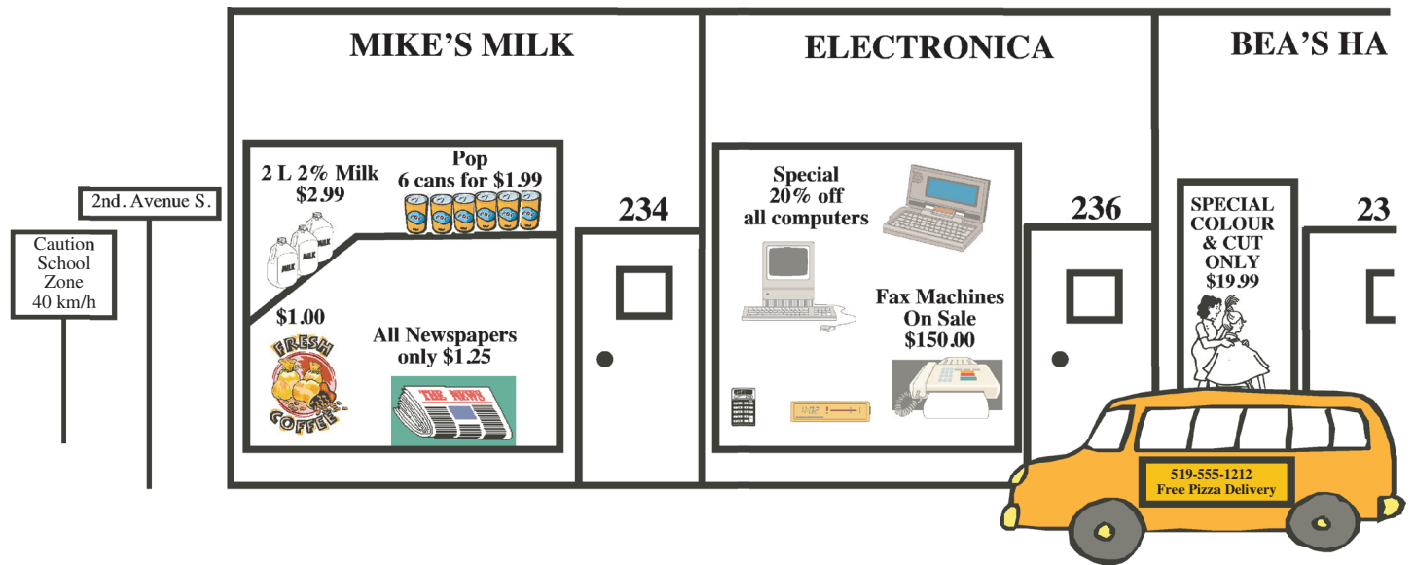 MIKE'S MILK
ELECTRONICA
BEA'S HA
2 L 2% Milk
$2.99
Pop
6 cans for $1.99
MILK
MILK
MILK
$1.00
FRESH
COFFEE
All Newspapers
only $1.25
THE NEWS
234
Special
20% off
all computers
Fax Machines
On Sale
$150.00
236
SPECIAL
COLOUR
& CUT
ONLY
$19.99
23
2nd. Avenue S.
Caution
School
Zone
40 km/h
519-555-1212
Free Pizza Delivery